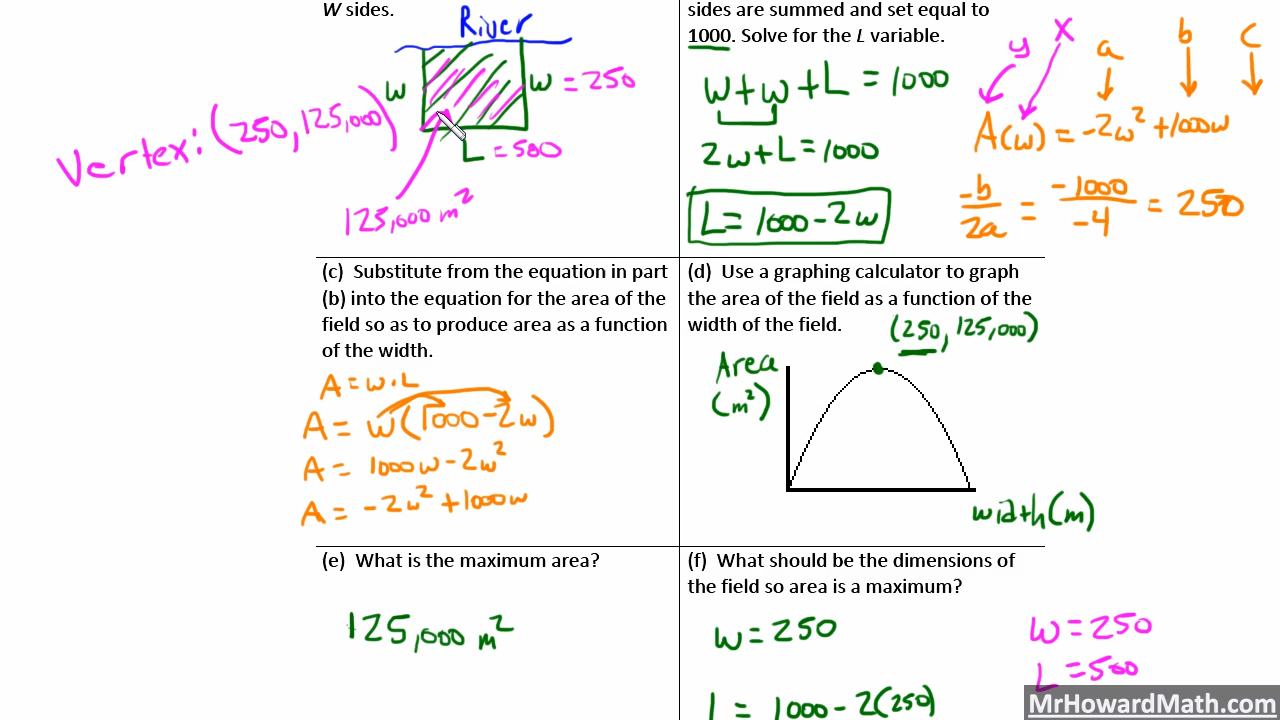 W sides.
River
W
W = 250
L = 500
Vertex: (250, 125,000)
125,000 m²
sides are summed and set equal to
1000. Solve for the L variable.
W+W+L = 1000
2W+L=1000
L= 1000-2W
y x a b c
A(w) = -2w² +1000w
-b/2a = -1000/-4 = 250
(c) Substitute from the equation in part
(b) into the equation for the area of the
field so as to produce area as a function
of the width.
A = W·L
A = W(1000-2W)
A = 1000W-2W²
A = -2W² +1000W
(d) Use a graphing calculator to graph
the area of the field as a function of the
width of the field.
(250, 125,000)
Area
(m²)
width(m)
(e) What is the maximum area?
125,000 m²
(f) What should be the dimensions of
the field so area is a maximum?
W = 250
L = 1000 - 2(250)
W = 250
L = 500
MrHowardMath.com